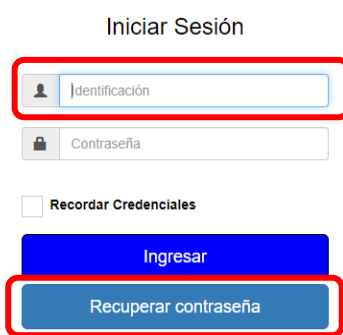 Iniciar Sesión
Identificación
Contraseña
Recordar Credenciales
Ingresar
Recuperar contraseña